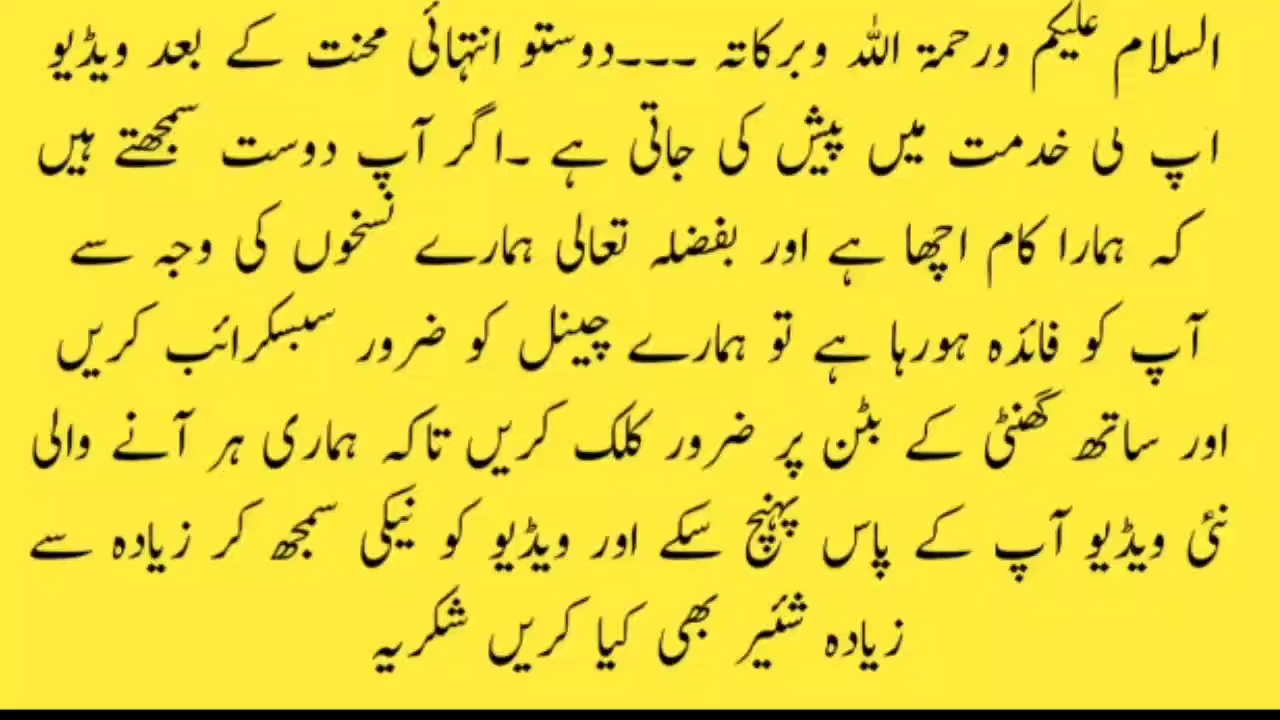 السلام علیکم ورحمۃ اللہ وبرکاتہ ۔۔۔دوستو انتہائی محنت کے بعد ویڈیو
اپ لی خدمت میں پیش کی جاتی ہے ۔اگر آپ دوست سمجھتے ہیں
کہ ہمارا کام اچھا ہے اور بفضلہ تعالی ہمارے نسخوں کی وجہ سے
آپ کو فائدہ ہورہا ہے تو ہمارے چینل کو ضرور سبسکرائب کریں
اور ساتھ گھنٹی کے بٹن پر ضرور کلک کریں تاکہ ہماری ہر آنے والی
نئی ویڈیو آپ کے پاس پہنچ سکے اور ویڈیو کو نیکی سمجھ کر زیادہ سے
زیادہ شئیر بھی کیا کریں شکریہ